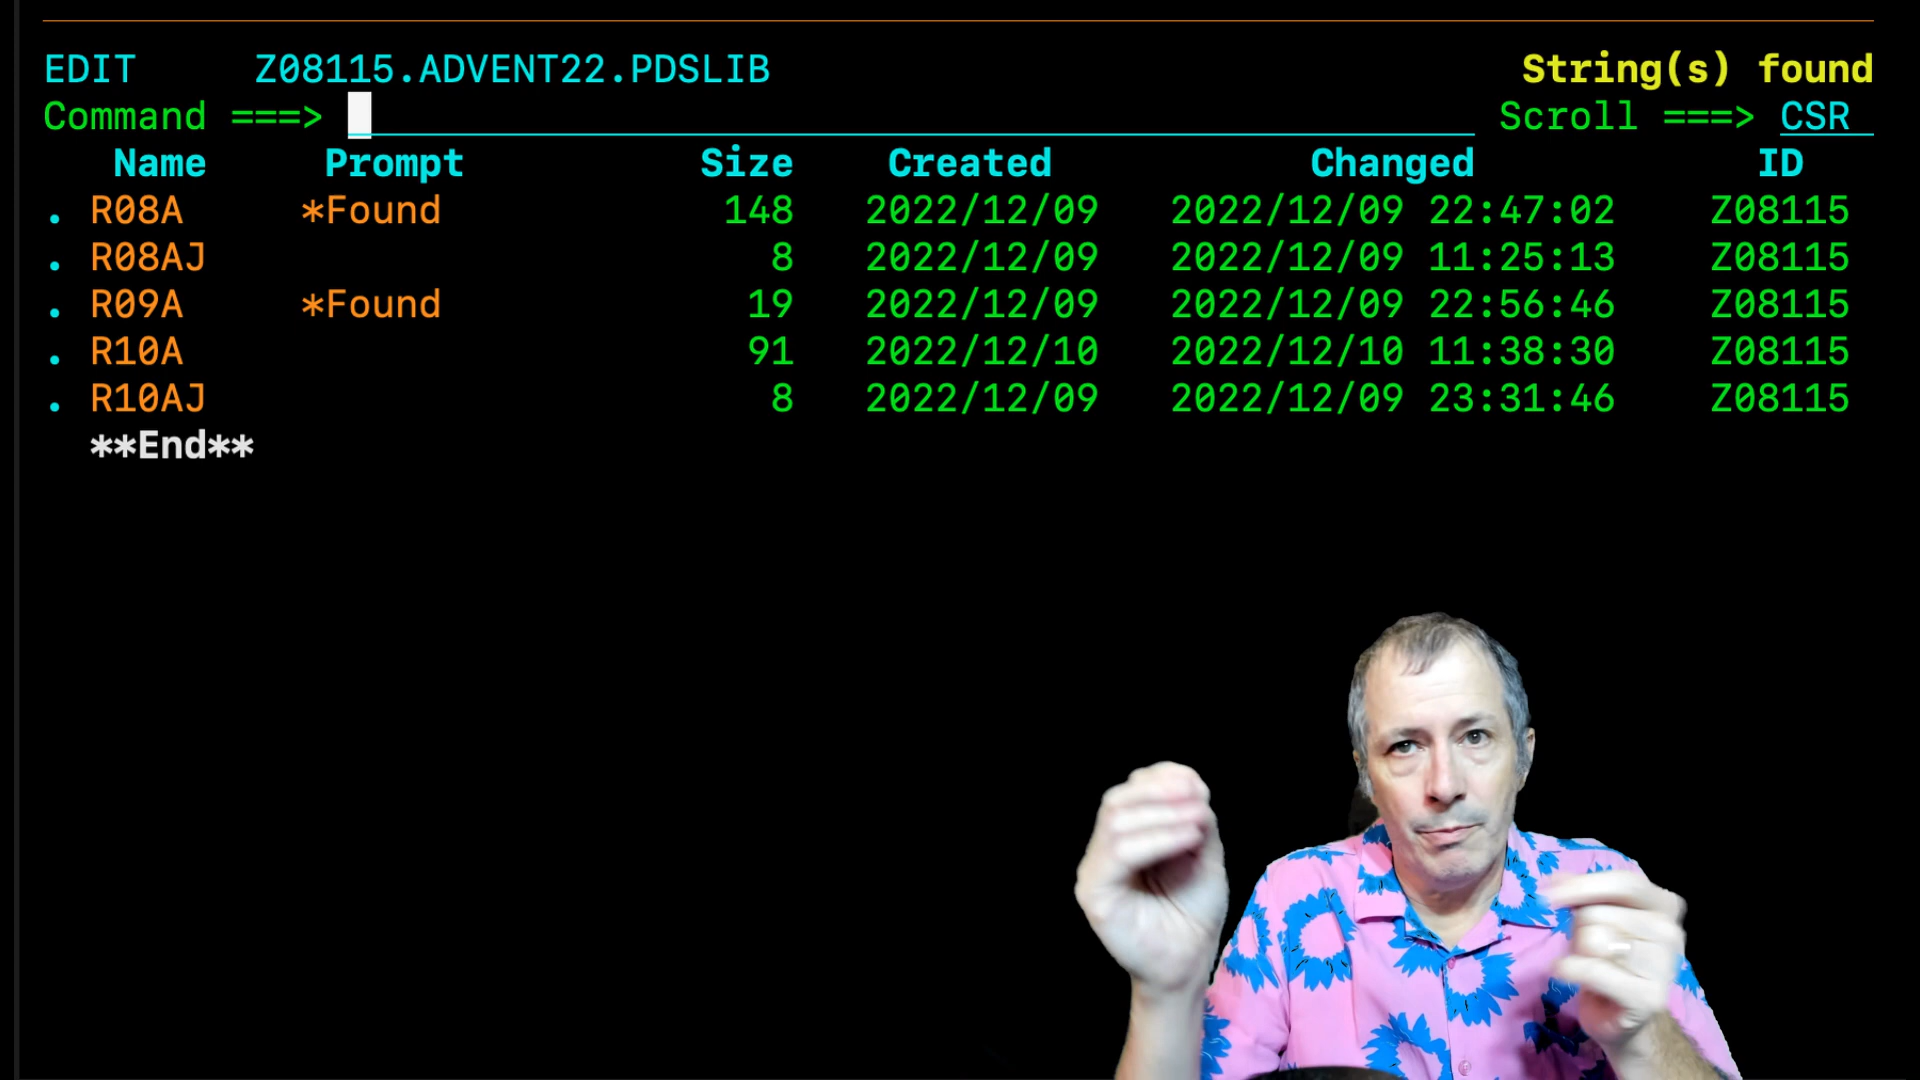 EDIT Z08115.ADVENT22.PDSLIB String(s) found
Command ===> Scroll ===> CSR
Name Prompt Size Created Changed ID
. R08A *Found 148 2022/12/09 2022/12/09 22:47:02 Z08115
. R08AJ 8 2022/12/09 2022/12/09 11:25:13 Z08115
. R09A *Found 19 2022/12/09 2022/12/09 22:56:46 Z08115
. R10A 91 2022/12/10 2022/12/10 11:38:30 Z08115
. R10AJ 8 2022/12/09 2022/12/09 23:31:46 Z08115
**End**